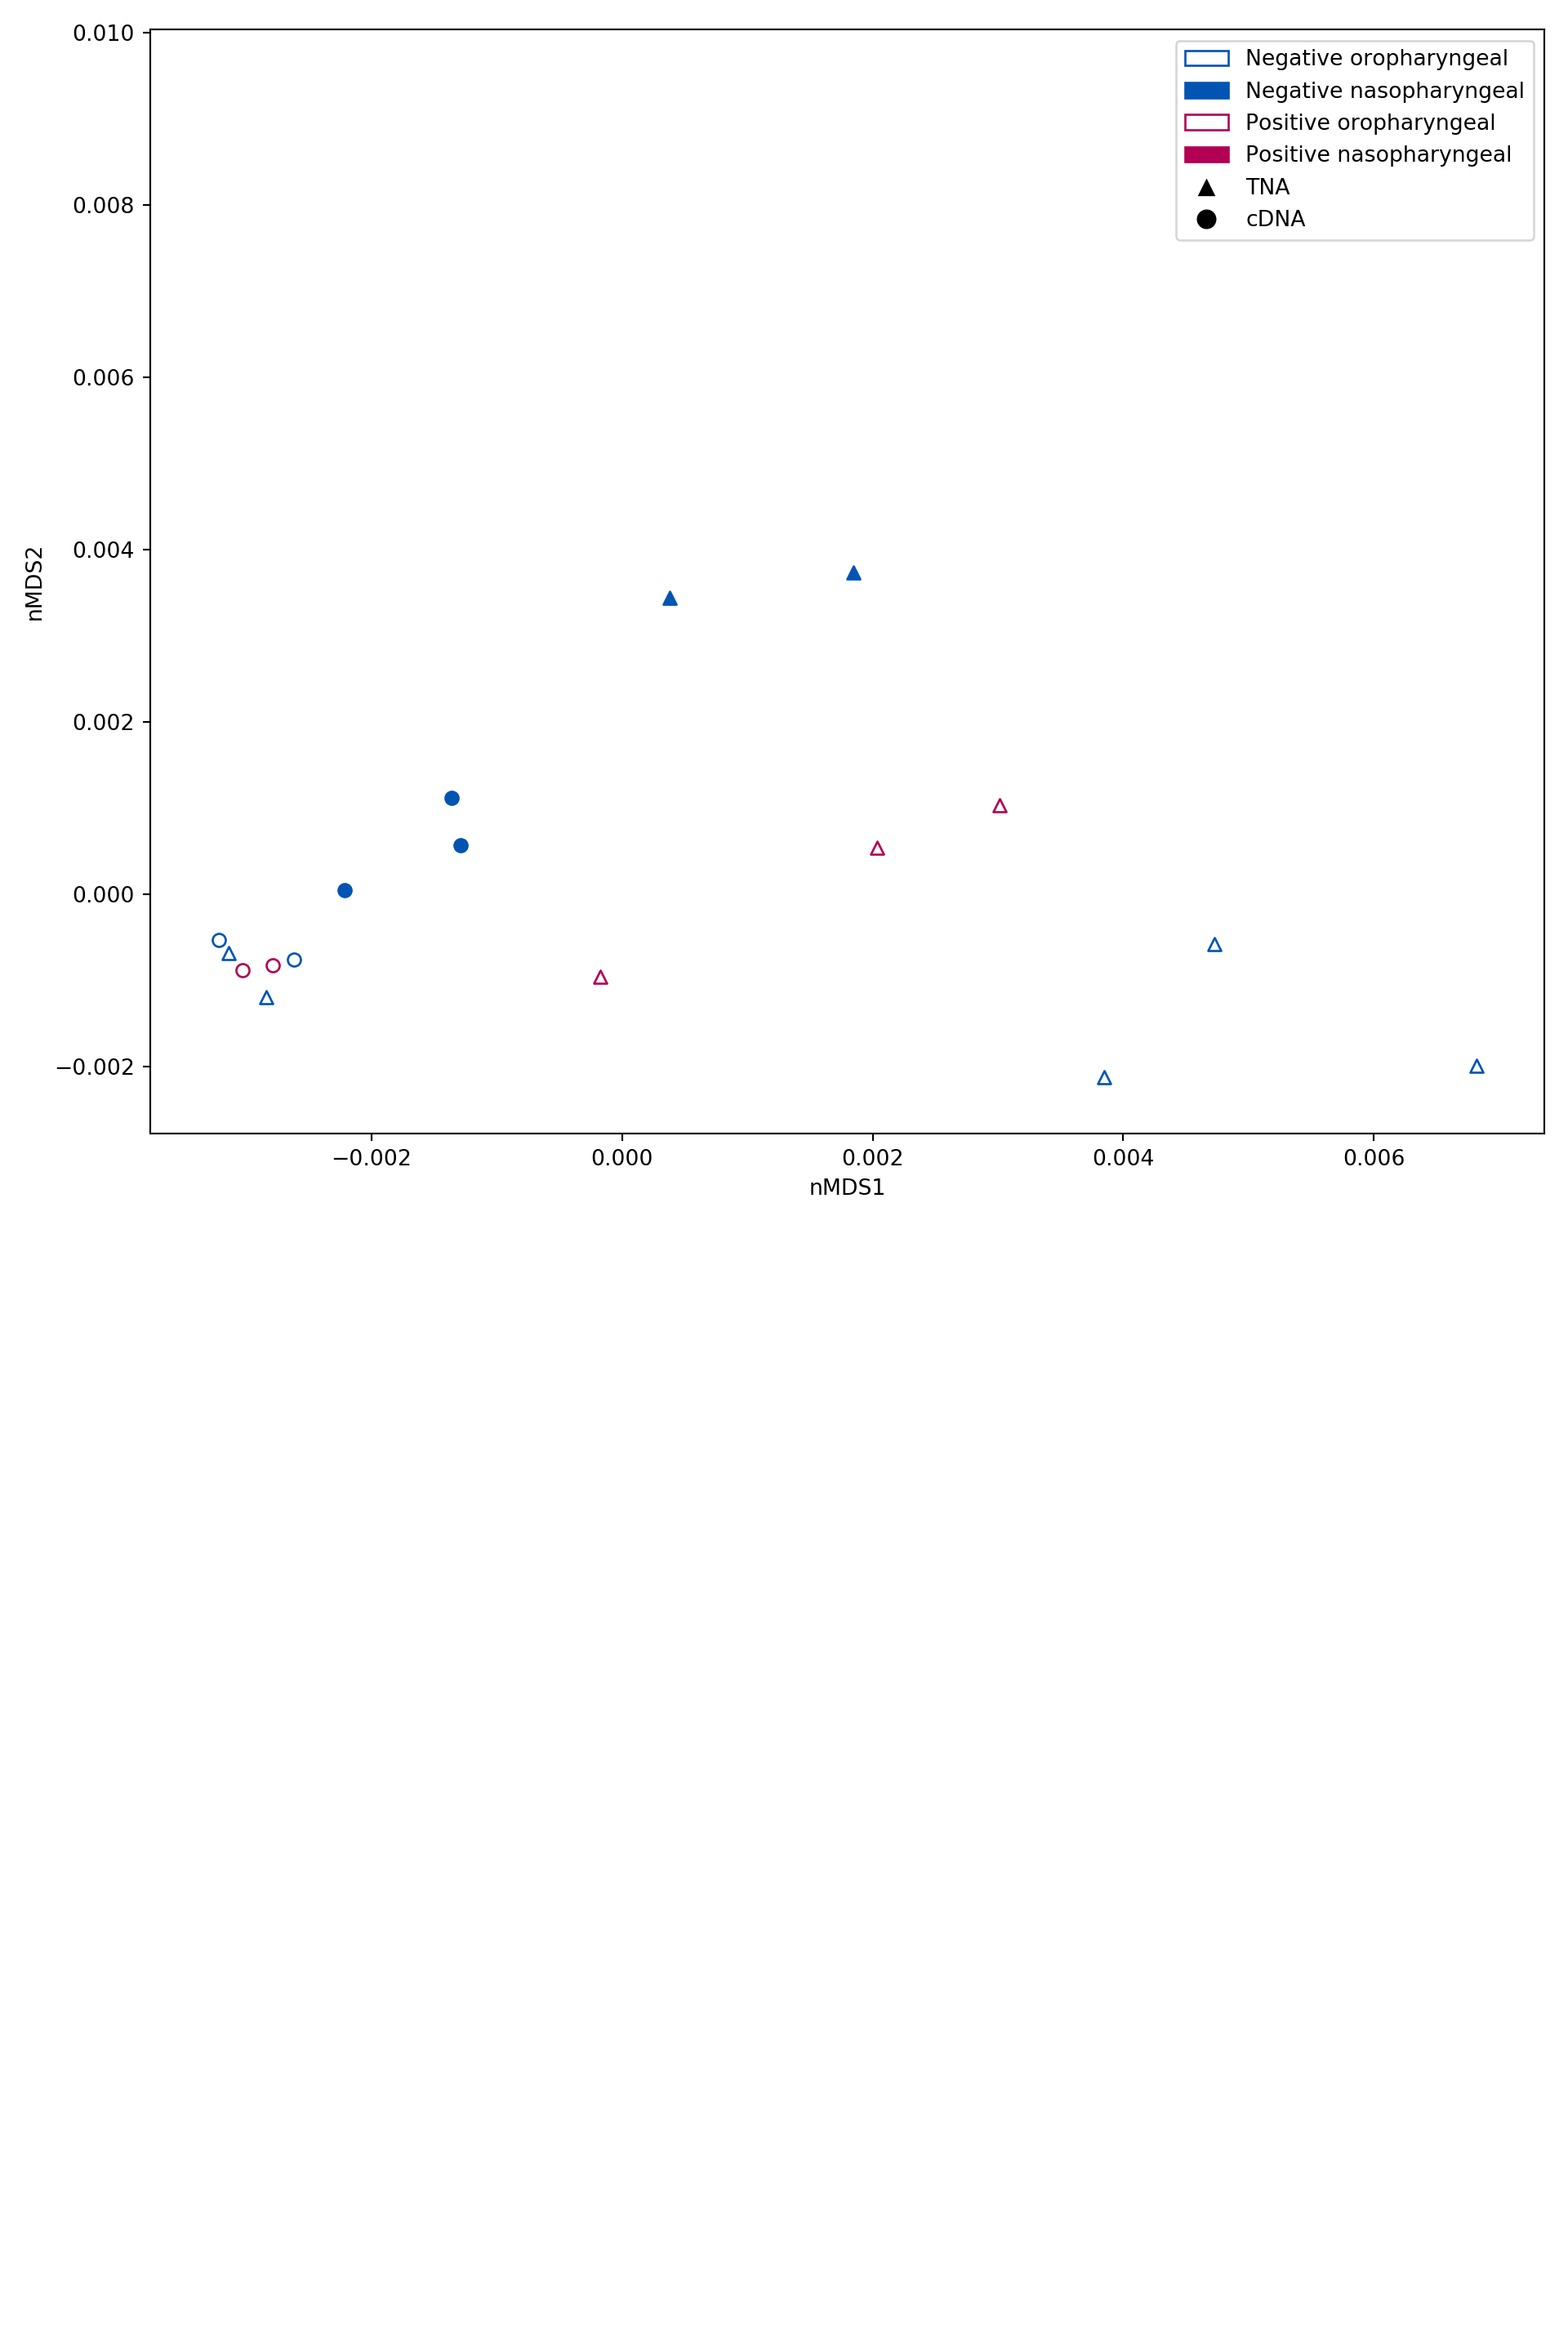 0.010
0.008
0.006
0.004
0.002
0.000
−0.002
nMDS2
Negative oropharyngeal
Negative nasopharyngeal
Positive oropharyngeal
Positive nasopharyngeal
TNA
cDNA
−0.002
0.000
0.002
0.004
0.006
nMDS1